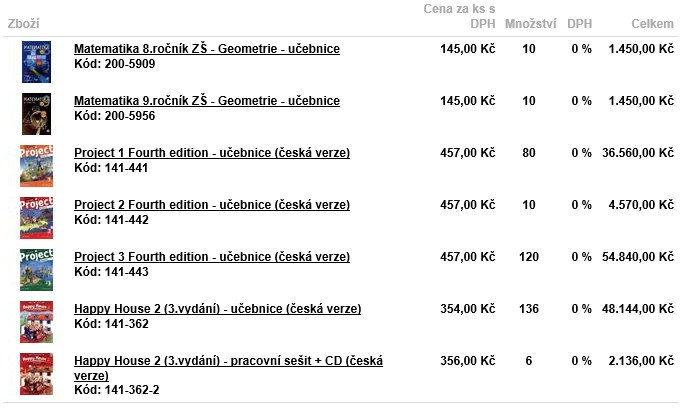 Zboží Cena za ks s DPH Množství DPH Celkem
Matematika 8.ročník ZŠ - Geometrie - učebnice 145,00 Kč 10 0 % 1.450,00 Kč
Kód: 200-5909
Matematika 9.ročník ZŠ - Geometrie - učebnice 145,00 Kč 10 0 % 1.450,00 Kč
Kód: 200-5956
Project 1 Fourth edition - učebnice (česká verze) 457,00 Kč 80 0 % 36.560,00 Kč
Kód: 141-441
Project 2 Fourth edition - učebnice (česká verze) 457,00 Kč 10 0 % 4.570,00 Kč
Kód: 141-442
Project 3 Fourth edition - učebnice (česká verze) 457,00 Kč 120 0 % 54.840,00 Kč
Kód: 141-443
Happy House 2 (3.vydání) - učebnice (česká verze) 354,00 Kč 136 0 % 48.144,00 Kč
Kód: 141-362
Happy House 2 (3.vydání) - pracovní sešit + CD (česká 356,00 Kč 6 0 % 2.136,00 Kč
verze)
Kód: 141-362-2